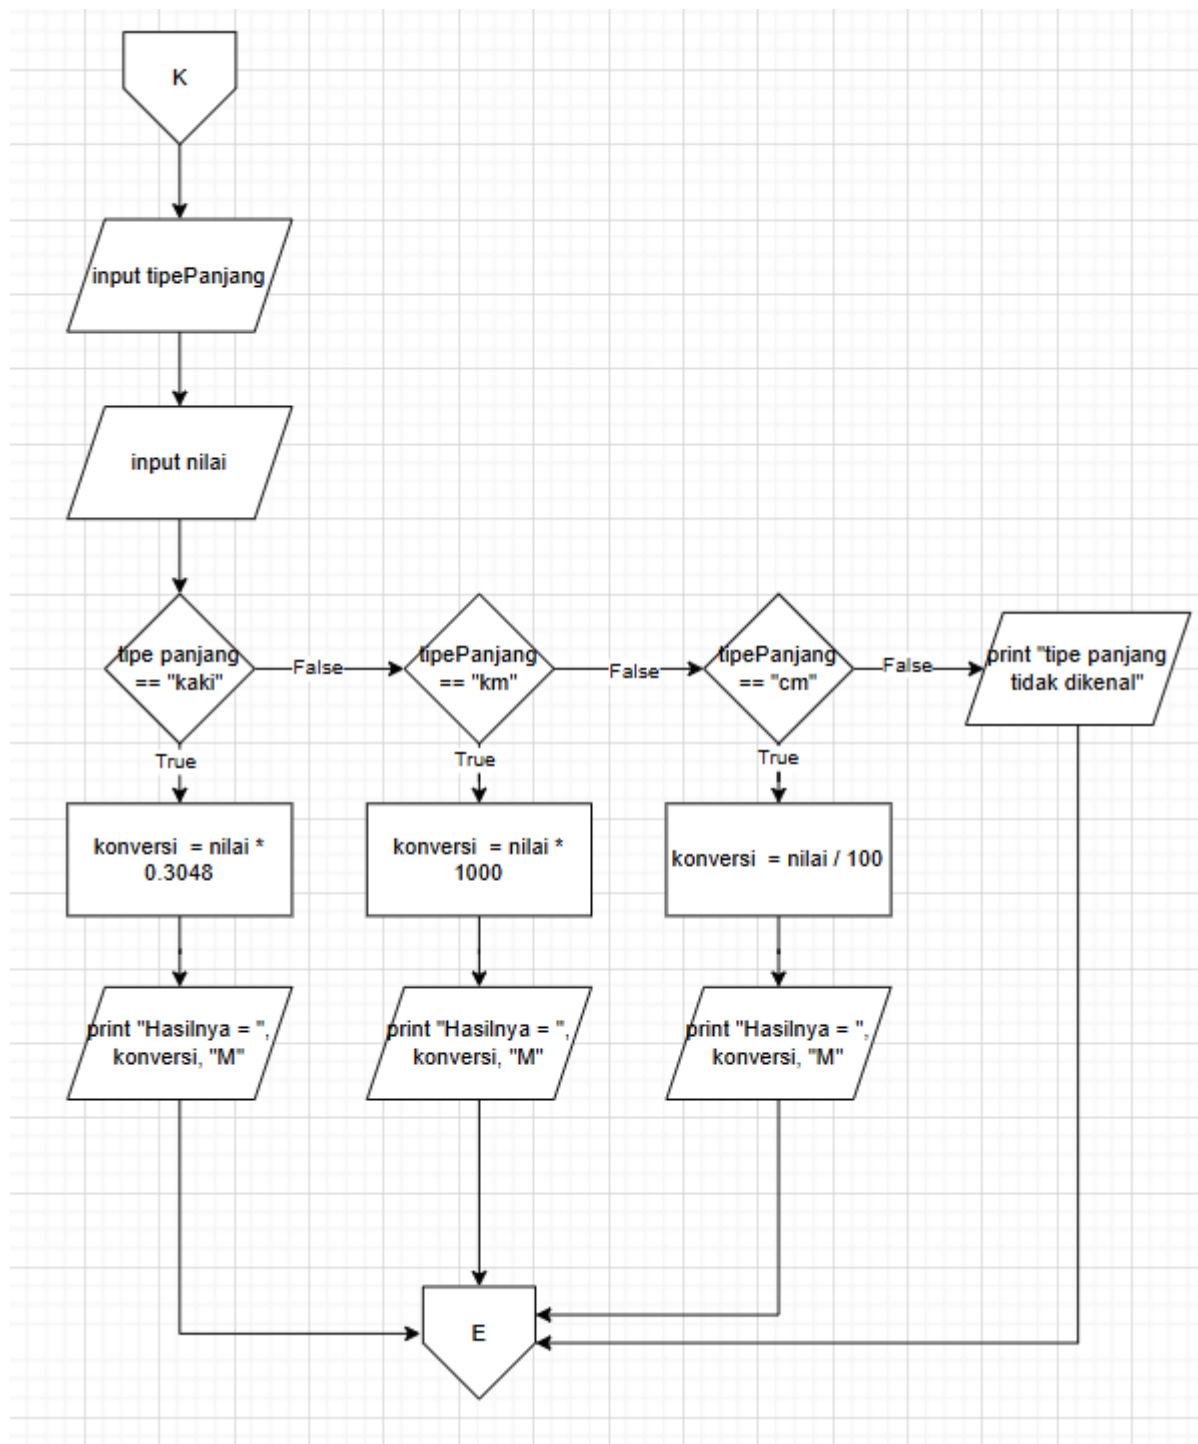 K
input tipePanjang
input nilai
tipe panjang
== "kaki"
False
tipePanjang
== "km"
False
tipePanjang
== "cm"
False
print "tipe panjang
tidak dikenal"
True
True
True
konversi  = nilai *
0.3048
konversi  = nilai *
1000
konversi  = nilai / 100
print "Hasilnya = ",
konversi, "M"
print "Hasilnya = ",
konversi, "M"
print "Hasilnya = ",
konversi, "M"
E